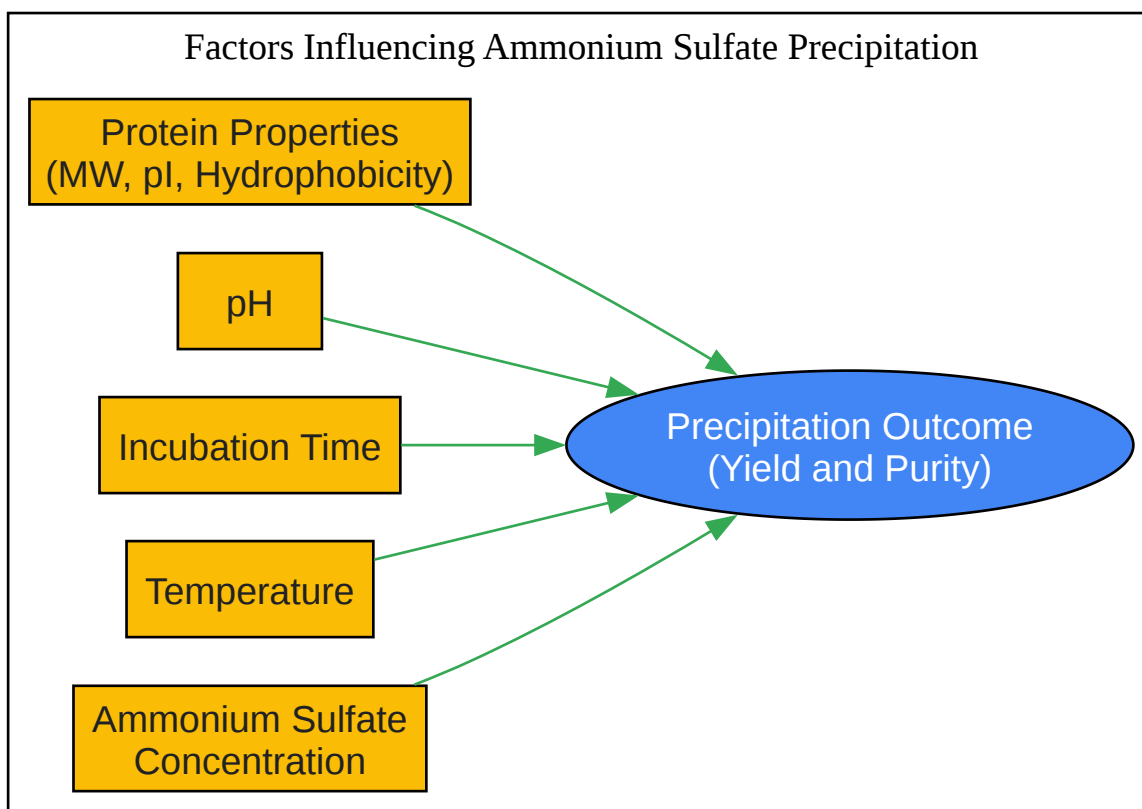 Factors Influencing Ammonium Sulfate Precipitation
Protein Properties
(MW, pI, Hydrophobicity)
pH
Incubation Time
Temperature
Ammonium Sulfate
Concentration
Precipitation Outcome
(Yield and Purity)